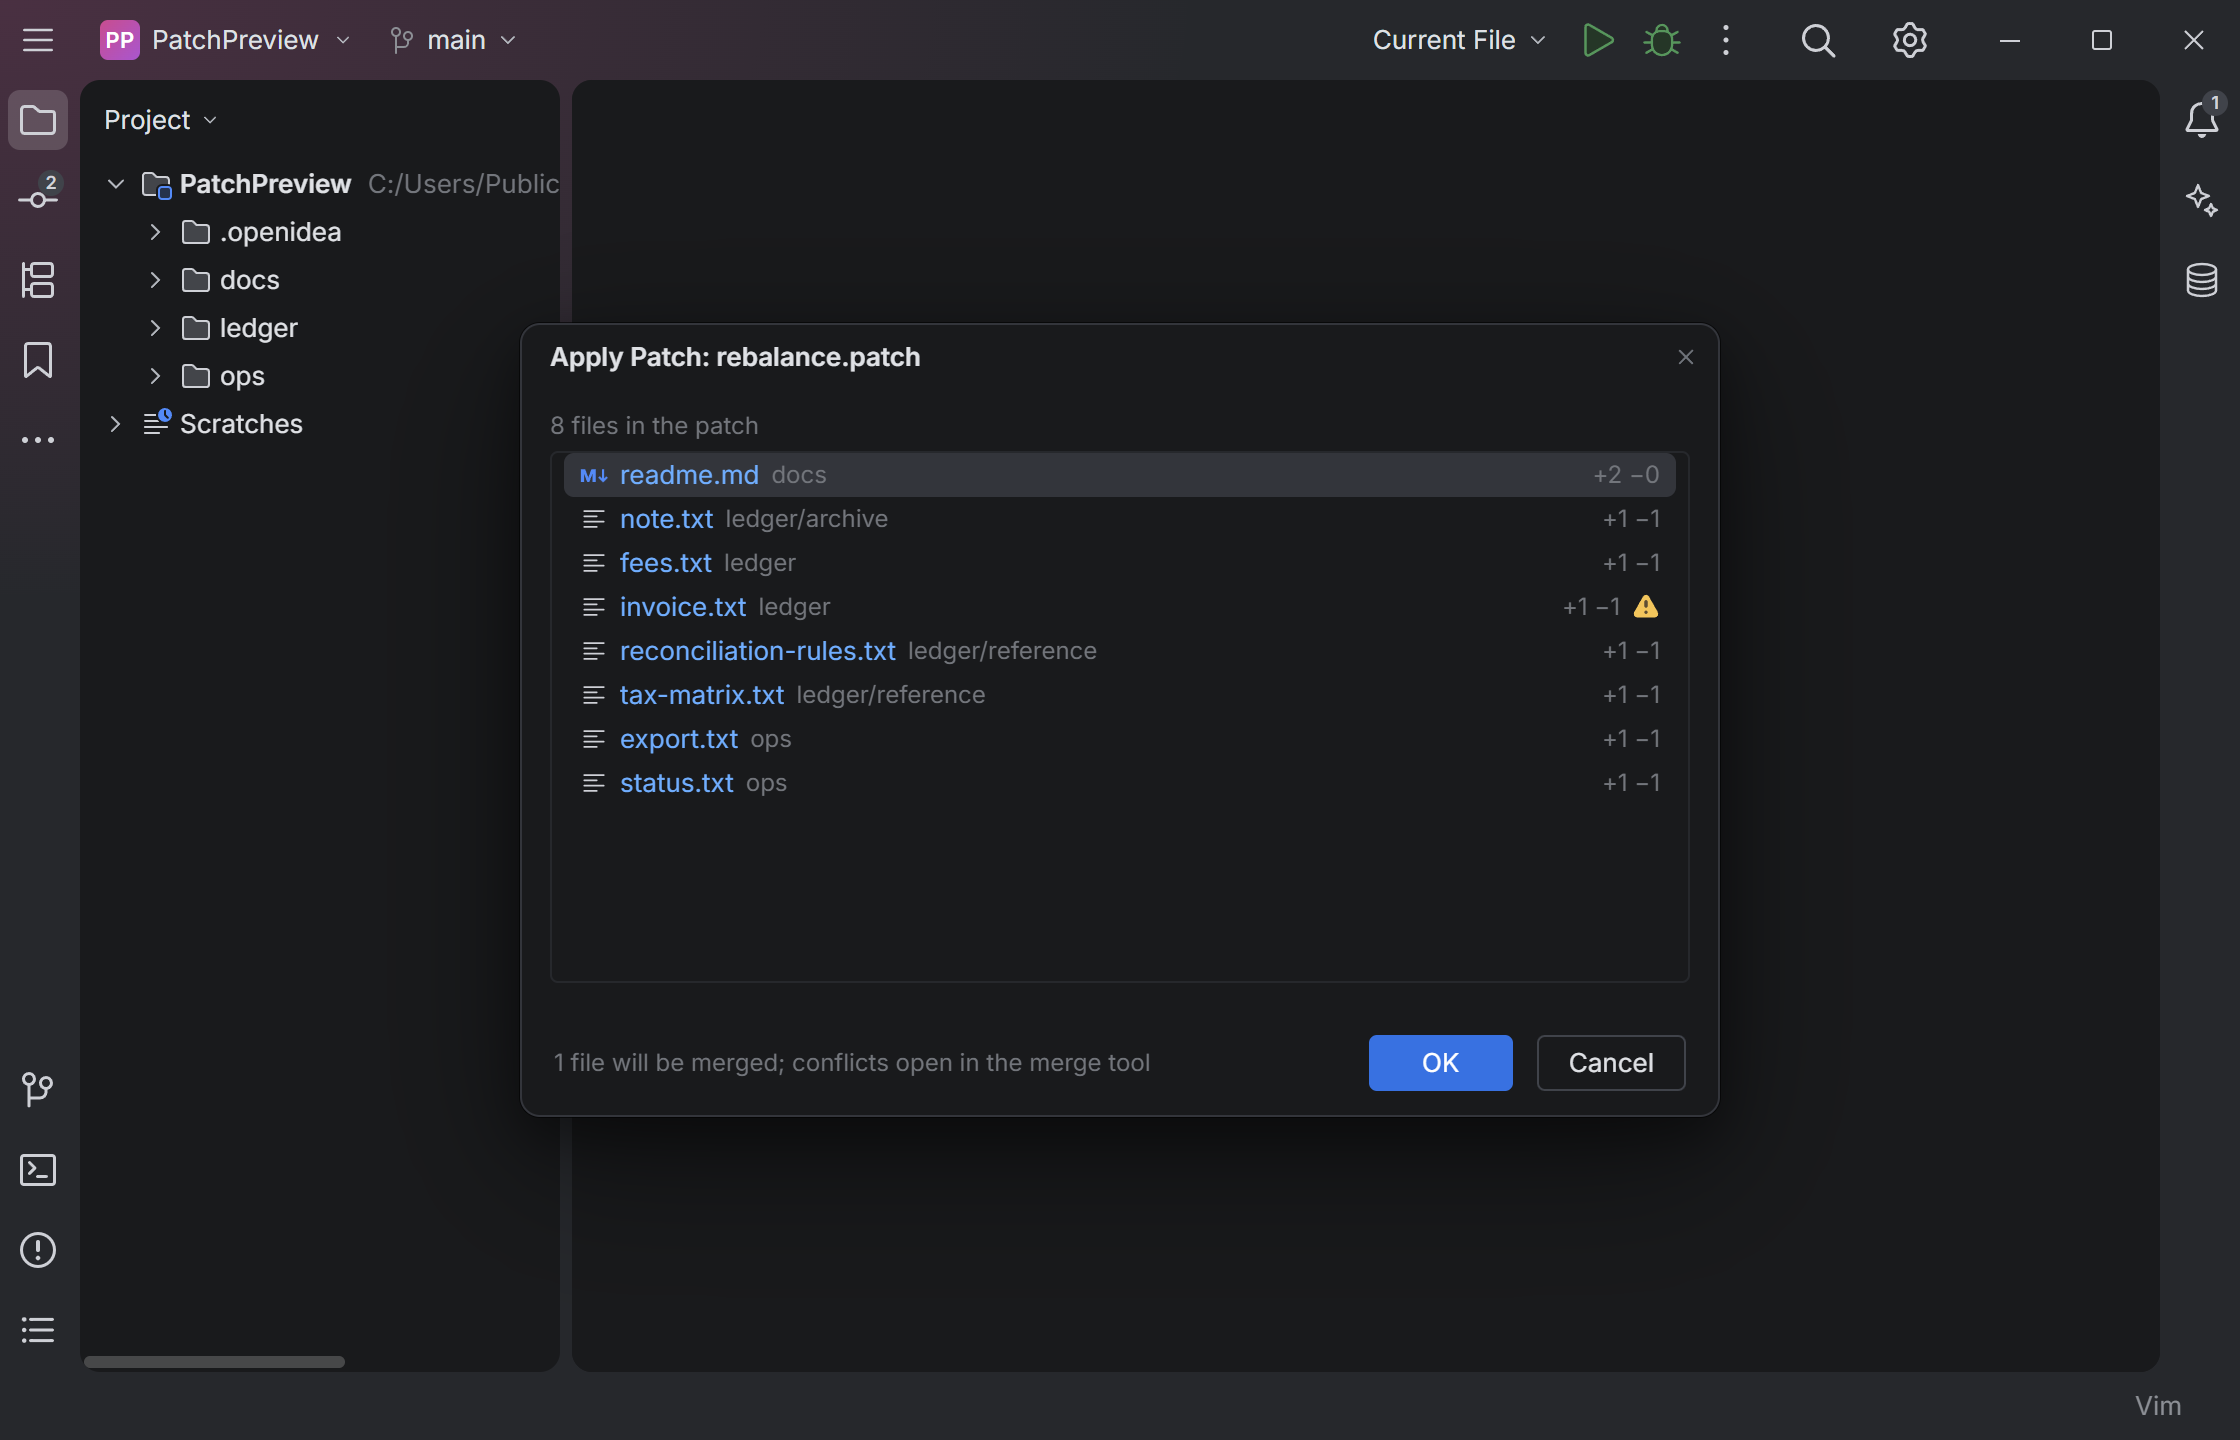 PP PatchPreview main Current File
Project 1
2
PatchPreview C:/Users/Public
.openidea
docs
ledger
ops
Scratches
Apply Patch: rebalance.patch
8 files in the patch
M↓ readme.md docs +2 −0
note.txt ledger/archive +1 −1
fees.txt ledger +1 −1
invoice.txt ledger +1 −1
reconciliation-rules.txt ledger/reference +1 −1
tax-matrix.txt ledger/reference +1 −1
export.txt ops +1 −1
status.txt ops +1 −1
1 file will be merged; conflicts open in the merge tool OK Cancel
Vim